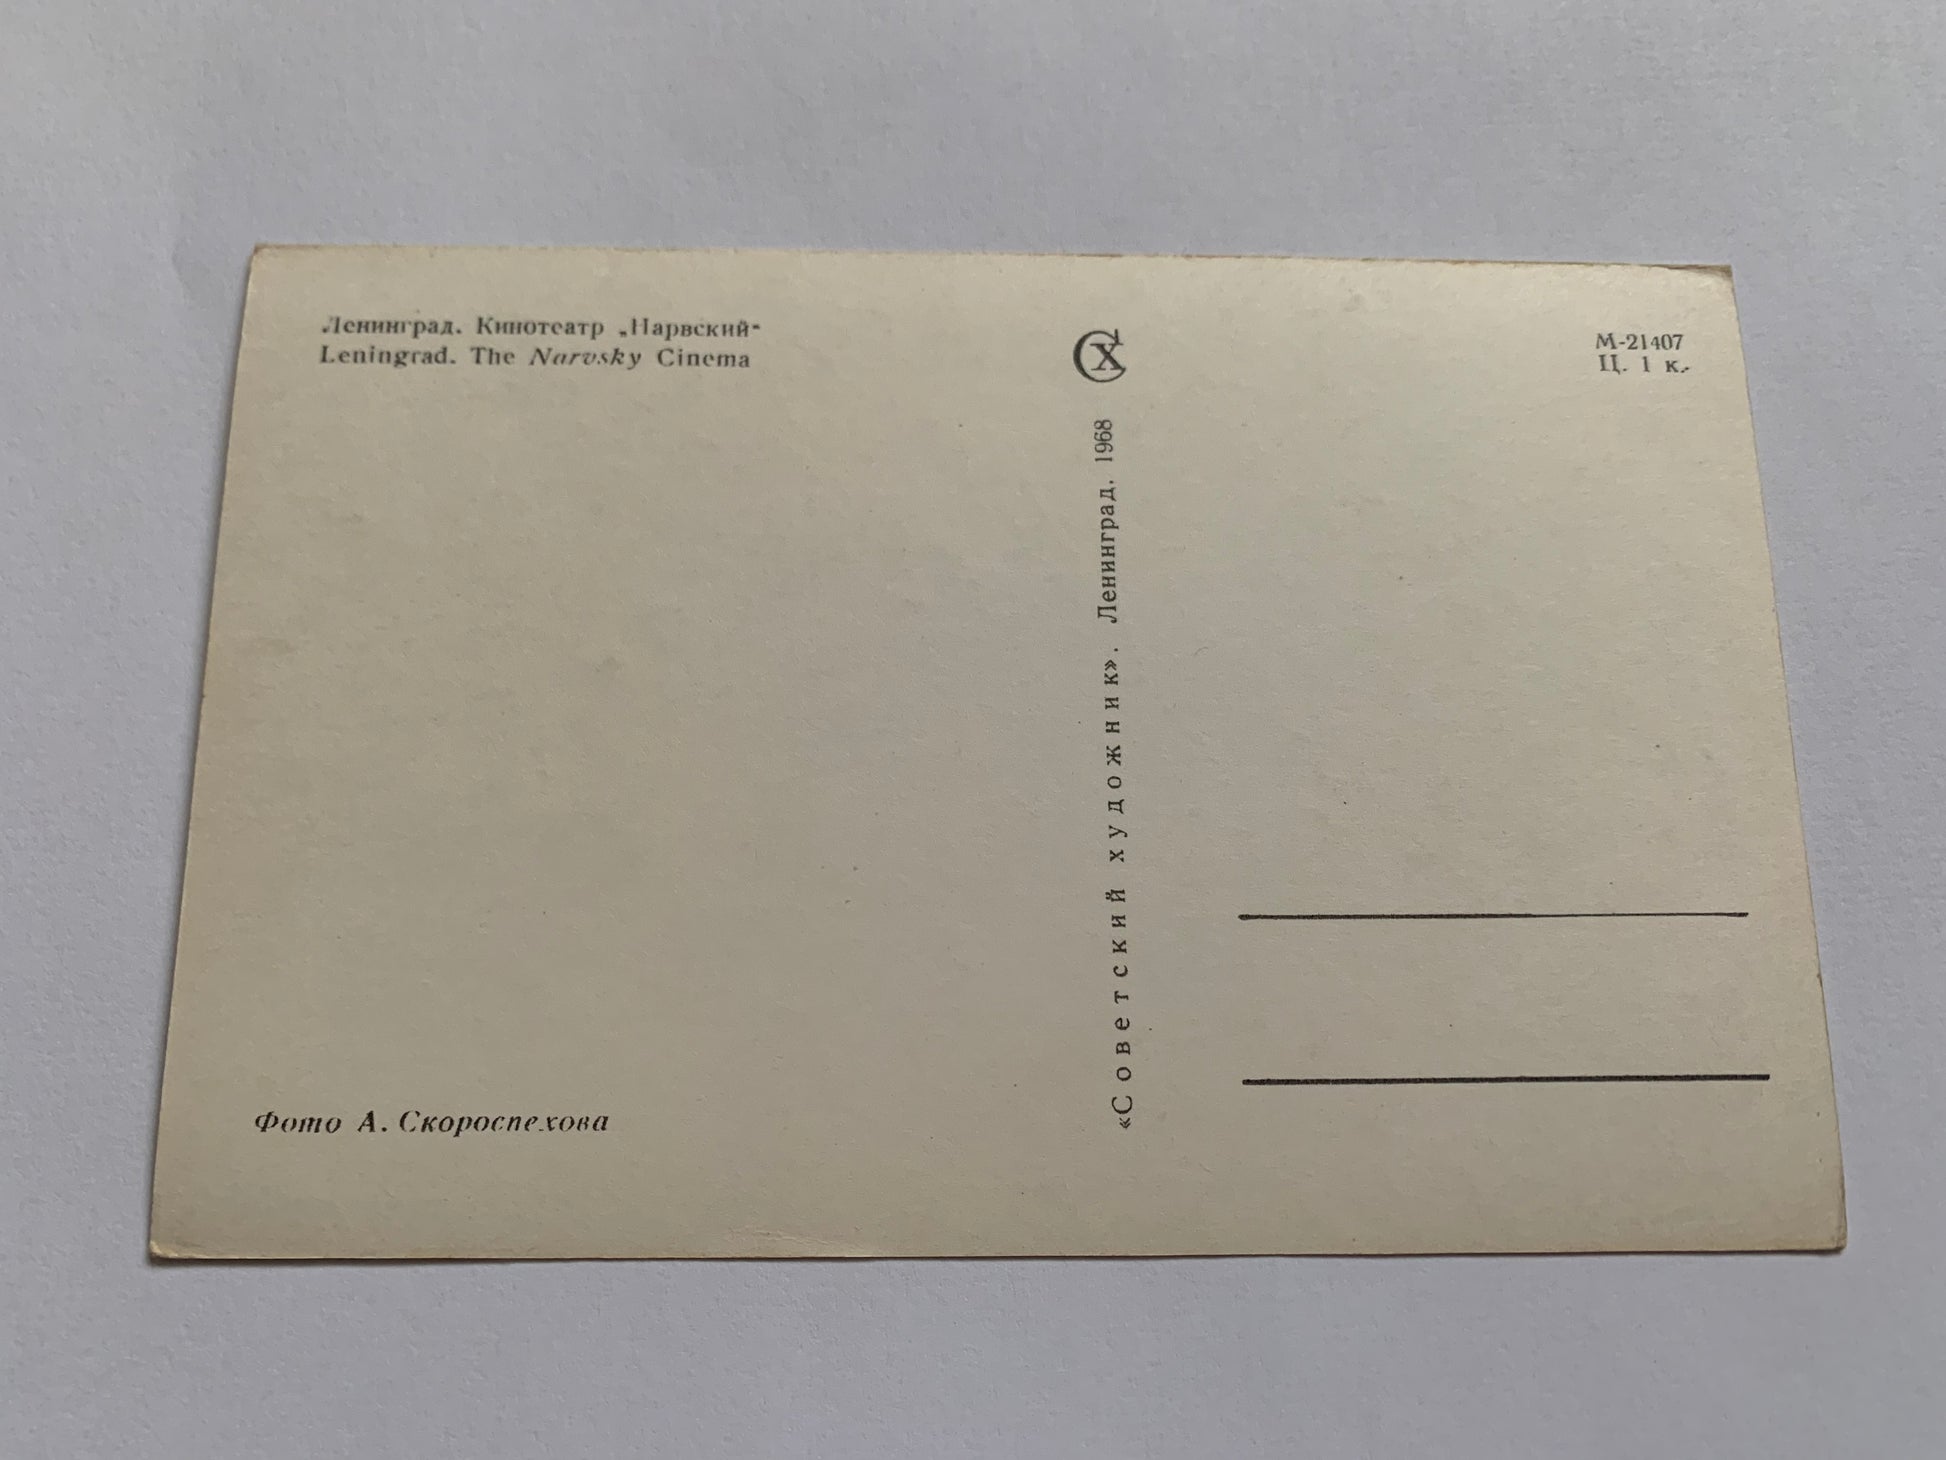 Ленинград. Кинотеатр „Нарвский“
Leningrad. The Narvsky Cinema
СХ
М-21407
Ц. 1 к.
«Советский художник». Ленинград. 1968
Фото А. Скороспехова